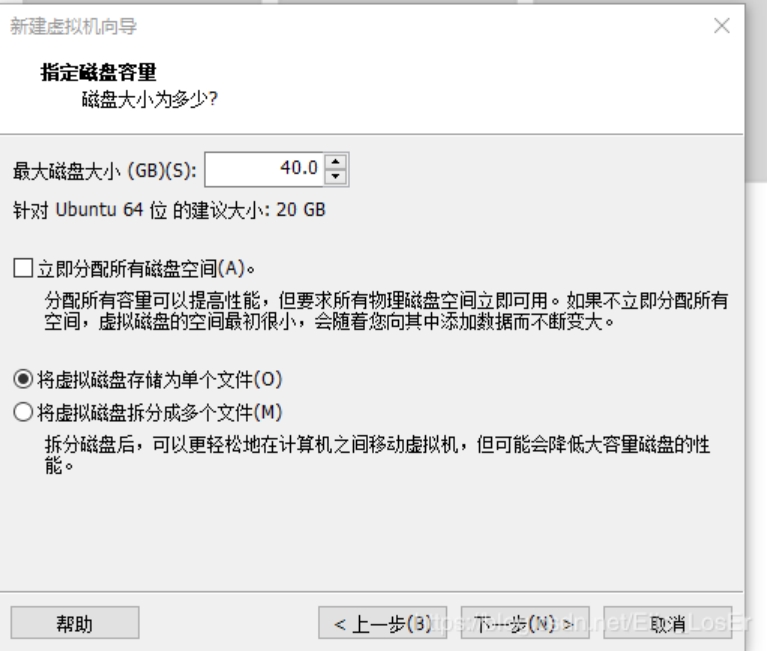 新建虚拟机向导
指定磁盘容量
磁盘大小为多少?
最大磁盘大小 (GB)(S): 40.0
针对 Ubuntu 64 位 的建议大小: 20 GB
立即分配所有磁盘空间(A)。
分配所有容量可以提高性能，但要求所有物理磁盘空间立即可用。如果不立即分配所有
空间，虚拟磁盘的空间最初很小，会随着您向其中添加数据而不断变大。
将虚拟磁盘存储为单个文件(O)
将虚拟磁盘拆分成多个文件(M)
拆分磁盘后，可以更轻松地在计算机之间移动虚拟机，但可能会降低大容量磁盘的性
能。
帮助 < 上一步(B) 下一步(N) > 取消